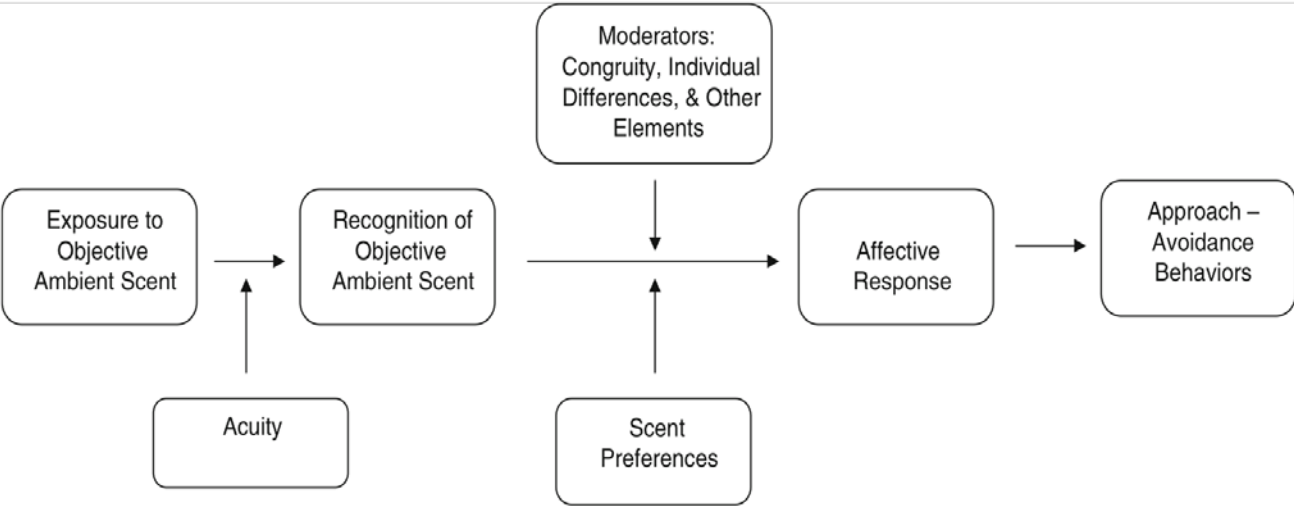 Moderators:
Congruity, Individual
Differences, & Other
Elements
Exposure to
Objective
Ambient Scent
Recognition of
Objective
Ambient Scent
Affective
Response
Approach –
Avoidance
Behaviors
Acuity
Scent
Preferences